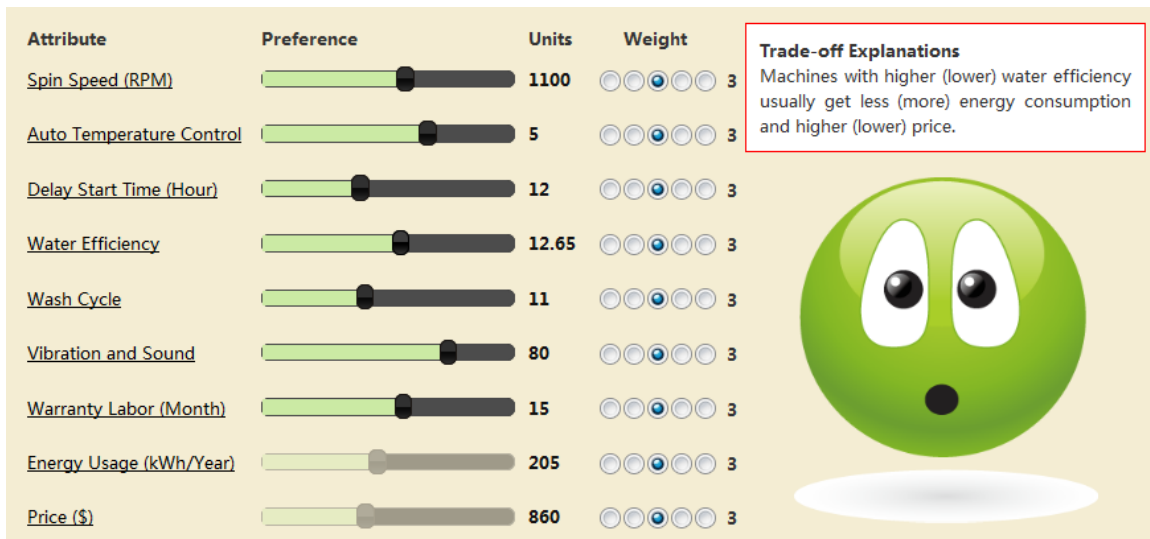 Attribute Preference Units Weight
Spin Speed (RPM) 1100 3
Auto Temperature Control 5 3
Delay Start Time (Hour) 12 3
Water Efficiency 12.65 3
Wash Cycle 11 3
Vibration and Sound 80 3
Warranty Labor (Month) 15 3
Energy Usage (kWh/Year) 205 3
Price ($) 860 3
Trade-off Explanations
Machines with higher (lower) water efficiency
usually get less (more) energy consumption
and higher (lower) price.